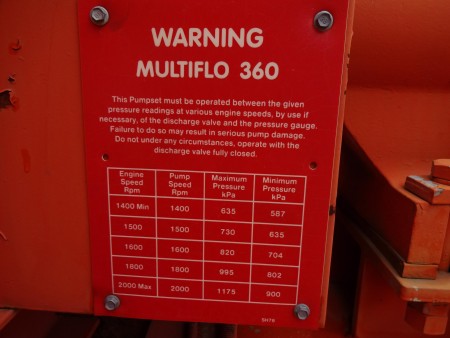 WARNING
MULTIFLO 360
This Pumpset must be operated between the given
pressure readings at various engine speeds, by use if
necessary, of the discharge valve and the pressure gauge.
Failure to do so may result in serious pump damage.
Do not under any circumstances, operate with the
discharge valve fully closed.
Engine Speed Rpm Pump Speed Rpm Maximum Pressure kPa Minimum Pressure kPa
1400 Min 1400 635 587
1500 1500 730 635
1600 1600 820 704
1800 1800 995 802
2000 Max 2000 1175 900